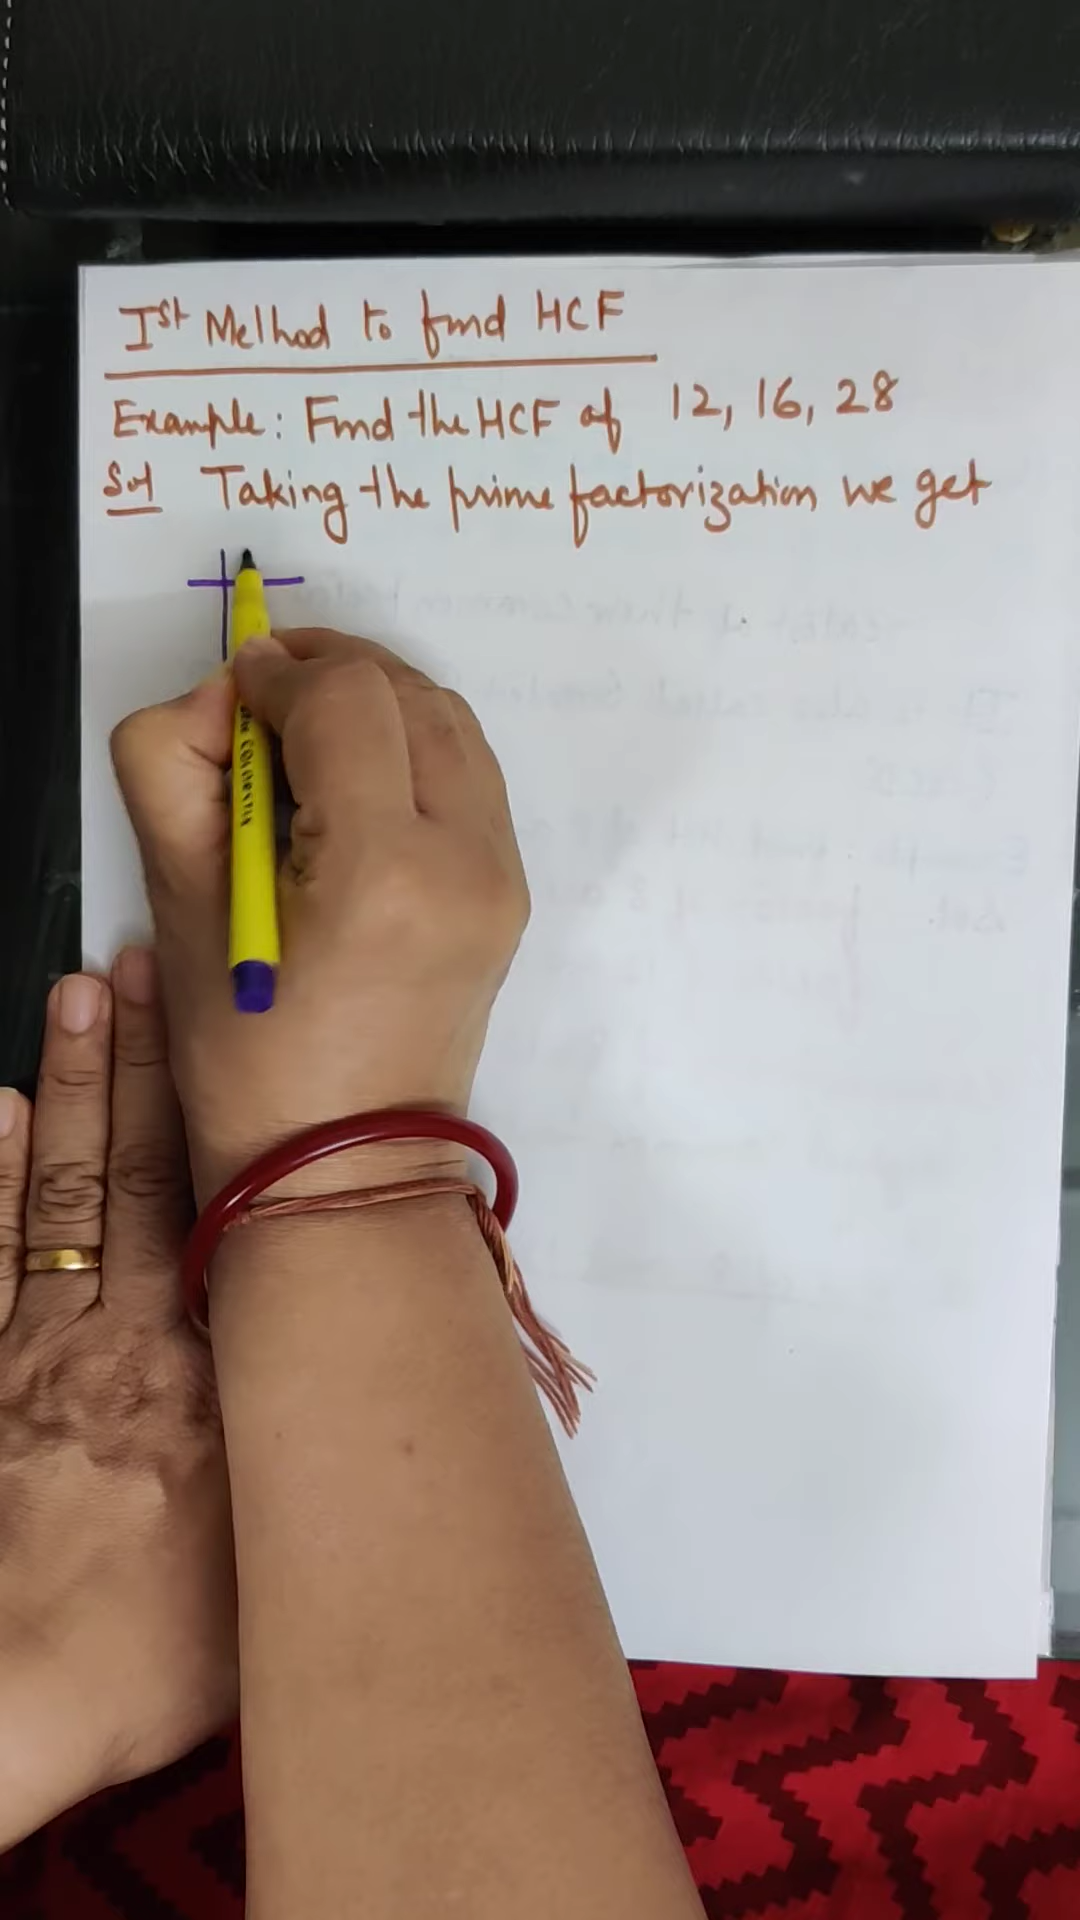 Ist Method to find HCF
Example: Find the HCF of 12, 16, 28
Sol Taking the prime factorization we get